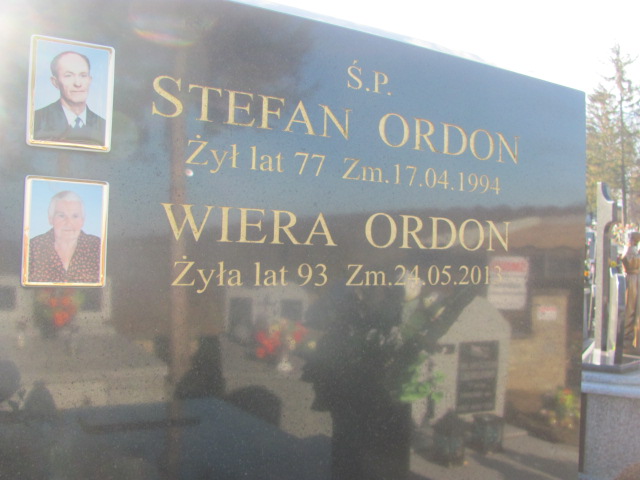 Ś.P.
STEFAN ORDON
Żył lat 77 Zm.17.04.1994
WIERA ORDON
Żyła lat 93 Zm.24.05.2013